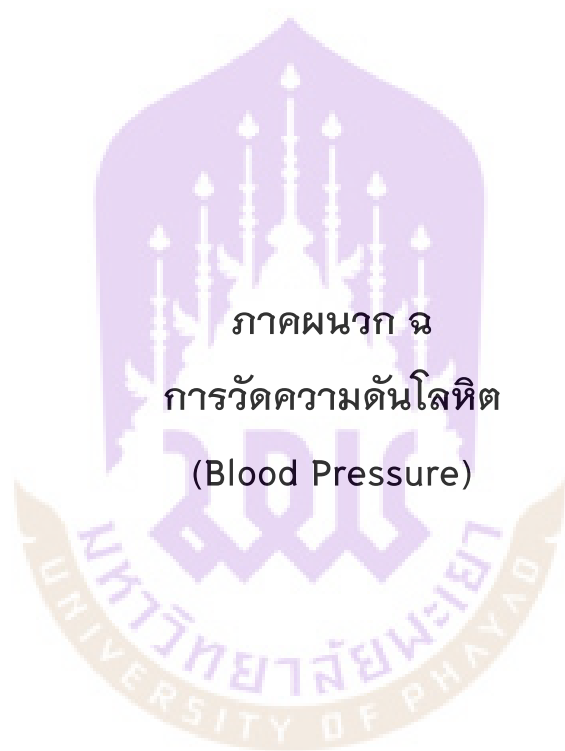 ภาคผนวก ฉ
การวัดความดันโลหิต
(Blood Pressure)
มหาวิทยาลัยพะเยา
UNIVERSITY OF PHAYAO